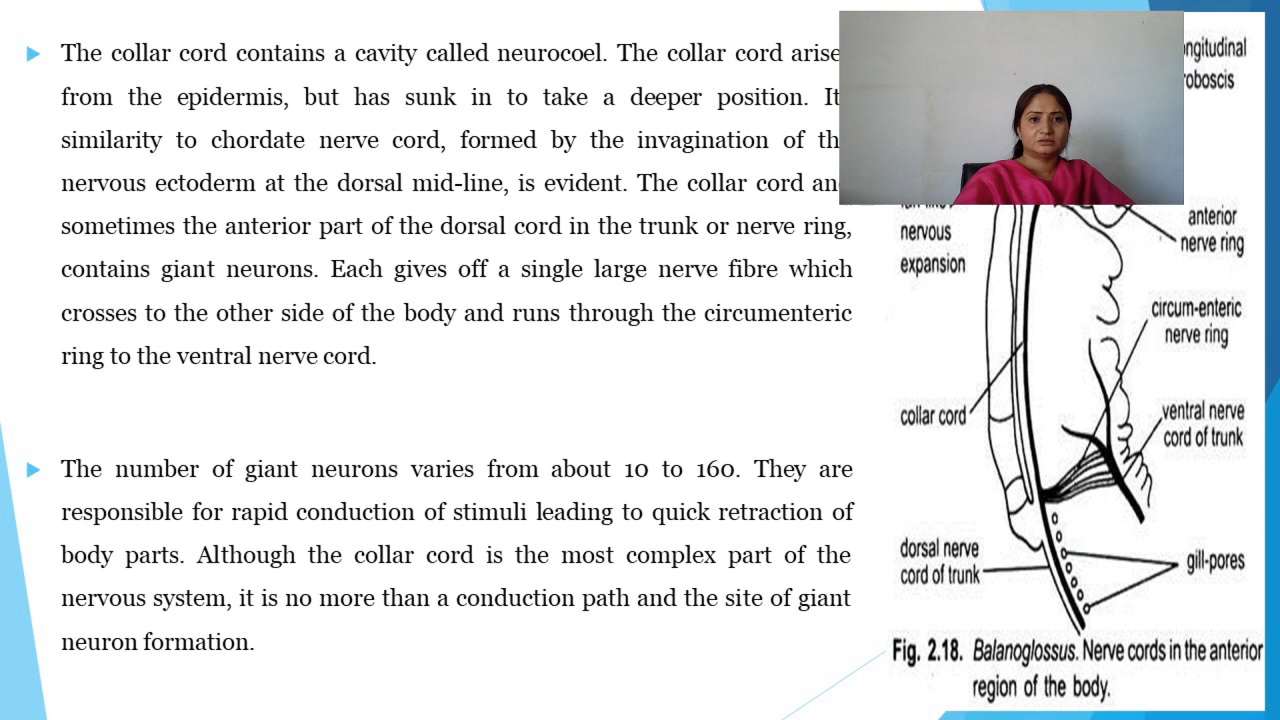 The collar cord contains a cavity called neurocoel. The collar cord arise
from the epidermis, but has sunk in to take a deeper position. It
similarity to chordate nerve cord, formed by the invagination of th
nervous ectoderm at the dorsal mid-line, is evident. The collar cord an
sometimes the anterior part of the dorsal cord in the trunk or nerve ring,
contains giant neurons. Each gives off a single large nerve fibre which
crosses to the other side of the body and runs through the circumenteric
ring to the ventral nerve cord.
The number of giant neurons varies from about 10 to 160. They are
responsible for rapid conduction of stimuli leading to quick retraction of
body parts. Although the collar cord is the most complex part of the
nervous system, it is no more than a conduction path and the site of giant
neuron formation.
ngitudinal
roboscis
nervous
expansion
anterior
nerve ring
circum-enteric
nerve ring
collar cord
ventral nerve
cord of trunk
dorsal nerve
cord of trunk
gill-pores
Fig. 2.18. Balanoglossus. Nerve cords in the anterior
region of the body.